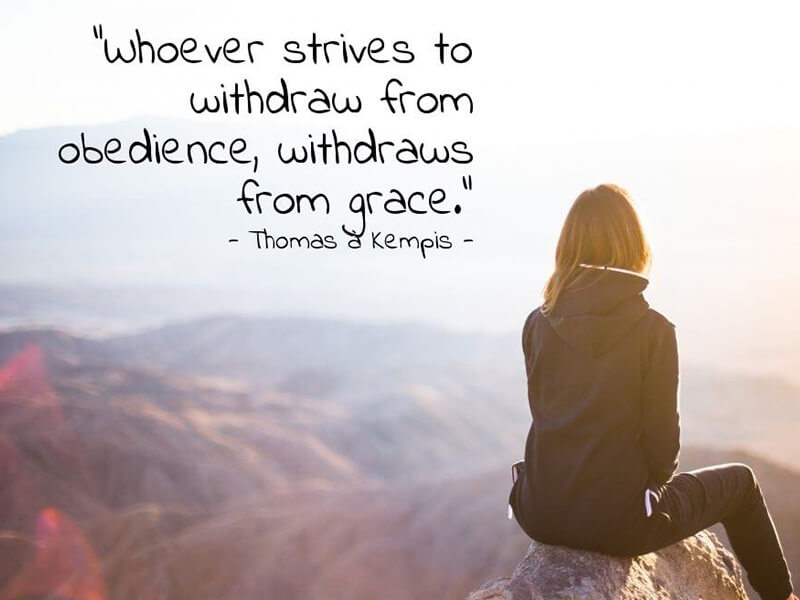 "Whoever strives to
withdraw from
obedience, withdraws
from grace."
- Thomas à Kempis -